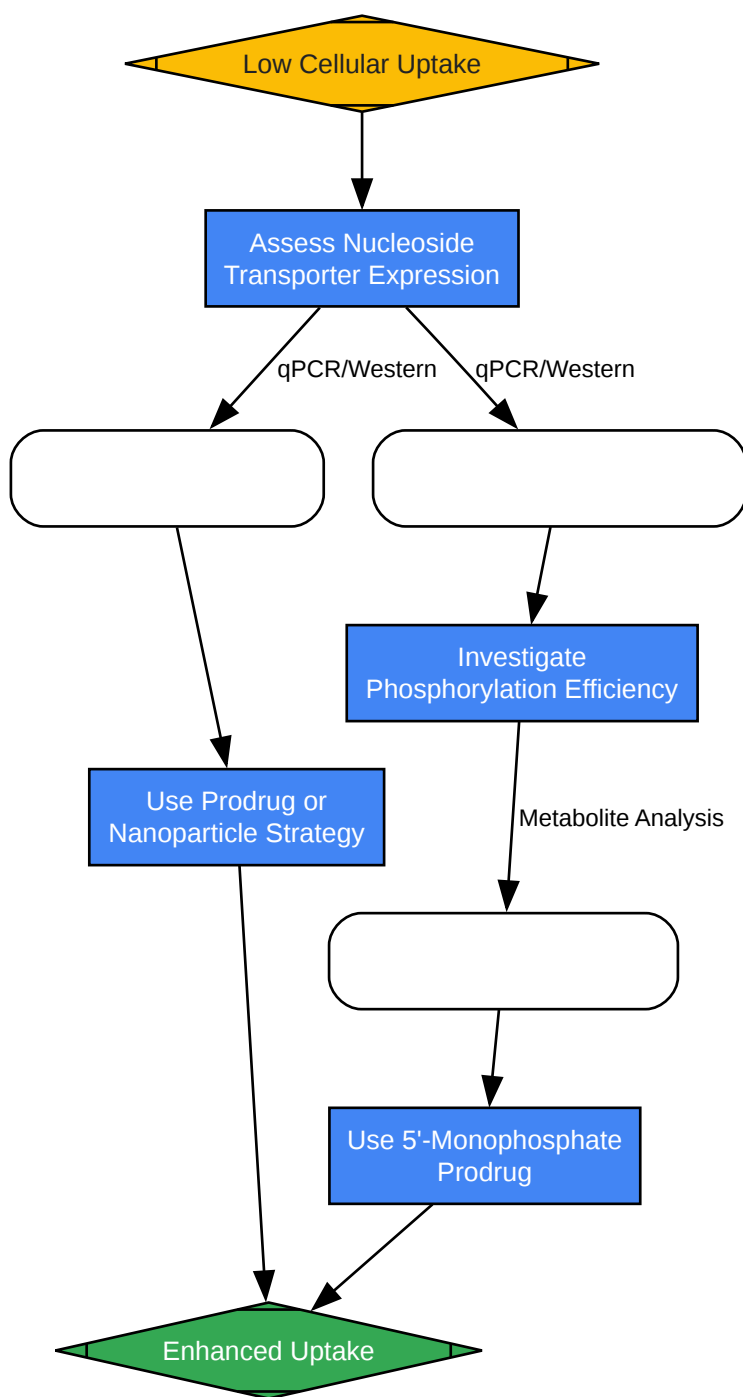 Low Cellular Uptake
Assess Nucleoside
Transporter Expression
qPCR/Western
qPCR/Western
Investigate
Phosphorylation Efficiency
Use Prodrug or
Nanoparticle Strategy
Metabolite Analysis
Use 5'-Monophosphate
Prodrug
Enhanced Uptake